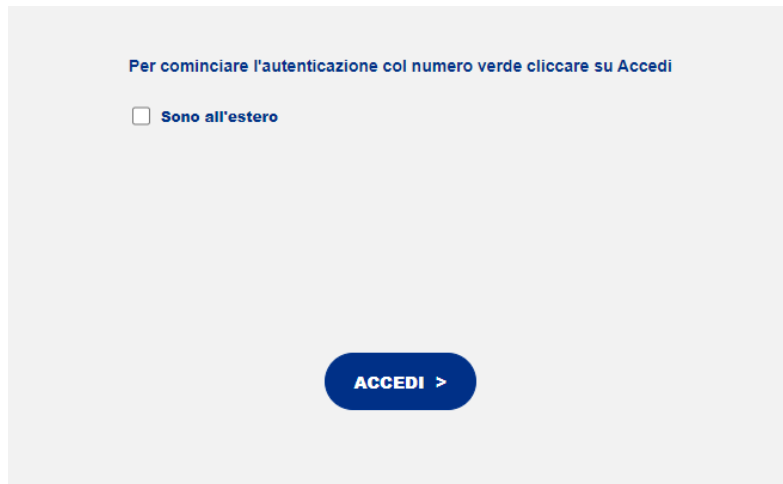 Per cominciare l'autenticazione col numero verde cliccare su Accedi
Sono all'estero
ACCEDI >